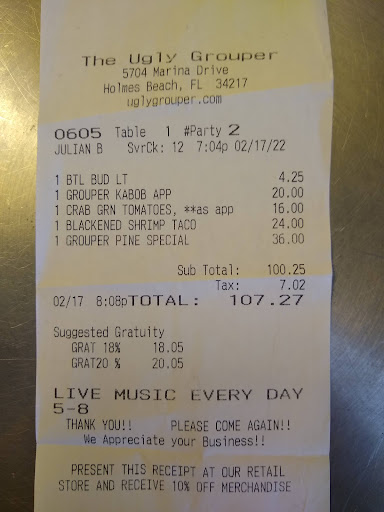 The Ugly Grouper
5704 Marina Drive
Holmes Beach, FL 34217
uglygrouper.com
0605 Table 1 #Party 2
JULIAN B SvrCk: 12 7:04p 02/17/22
1 BTL BUD LT 4.25
1 GROUPER KABOB APP 20.00
1 CRAB GRN TOMATOES, **as app 16.00
1 BLACKENED SHRIMP TACO 24.00
1 GROUPER PINE SPECIAL 36.00
Sub Total: 100.25
Tax: 7.02
02/17 8:08p TOTAL: 107.27
Suggested Gratuity
GRAT 18% 18.05
GRAT20 % 20.05
LIVE MUSIC EVERY DAY
5-8
THANK YOU!! PLEASE COME AGAIN!!
We Appreciate your Business!!
PRESENT THIS RECEIPT AT OUR RETAIL
STORE AND RECEIVE 10% OFF MERCHANDISE